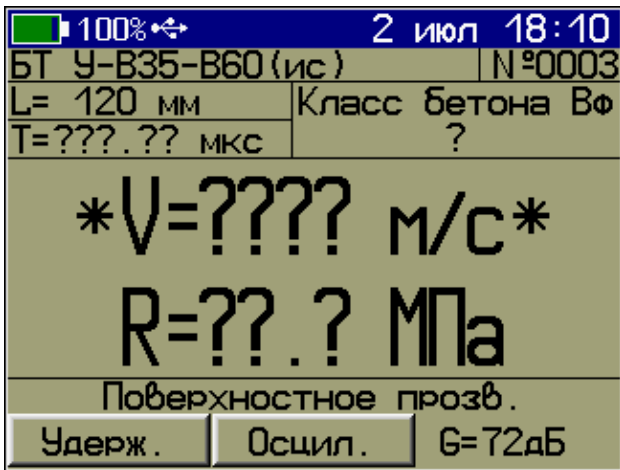 100% 2 июл 18:10
БТ У-В35-В60(ис) №0003
L= 120 мм Класс бетона Вф
T=???.?? мкс ?
*V=???? м/с*
R=??.? МПа
Поверхностное прозв.
Удерж. Осцил. G=72дБ